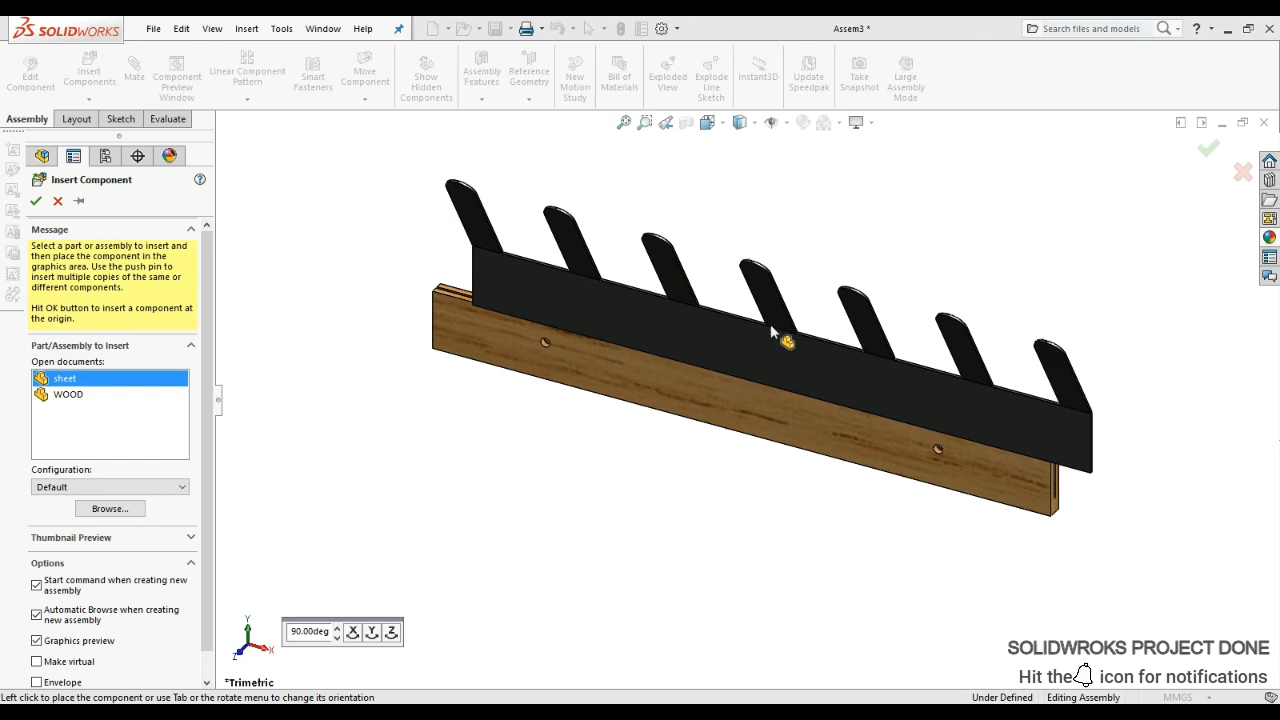 SOLIDWORKS
File Edit View Insert Tools Window Help
Assem3 *
Search files and models
Edit Component
Insert Components
Mate
Component Preview Window
Linear Component Pattern
Smart Fasteners
Move Component
Show Hidden Components
Assembly Features
Reference Geometry
New Motion Study
Bill of Materials
Exploded View
Explode Line Sketch
Instant3D
Update Speedpak
Take Snapshot
Large Assembly Mode
Assembly Layout Sketch Evaluate
Insert Component
Message
Select a part or assembly to insert and
then place the component in the
graphics area. Use the push pin to
insert multiple copies of the same or
different components.
Hit OK button to insert a component at
the origin.
Part/Assembly to Insert
Open documents:
sheet
WOOD
Configuration:
Default
Browse...
Thumbnail Preview
Options
Start command when creating new
assembly
Automatic Browse when creating
new assembly
Graphics preview
Make virtual
Envelope
Y
X
Z
90.00deg X Y Z
*Trimetric
SOLIDWROKS PROJECT DONE
Hit the icon for notifications
Left click to place the component or use Tab or the rotate menu to change its orientation
Under Defined Editing Assembly MMGS